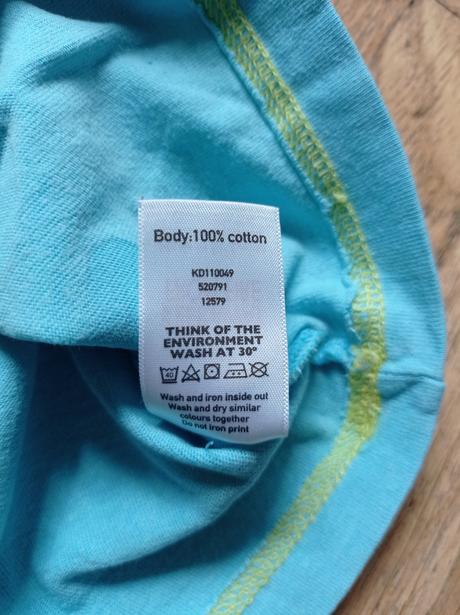 Body:100% cotton
KD110049
520791
12579
THINK OF THE
ENVIRONMENT
WASH AT 30°
40
Wash and iron inside out
Wash and dry similar
colours together
Do not iron print